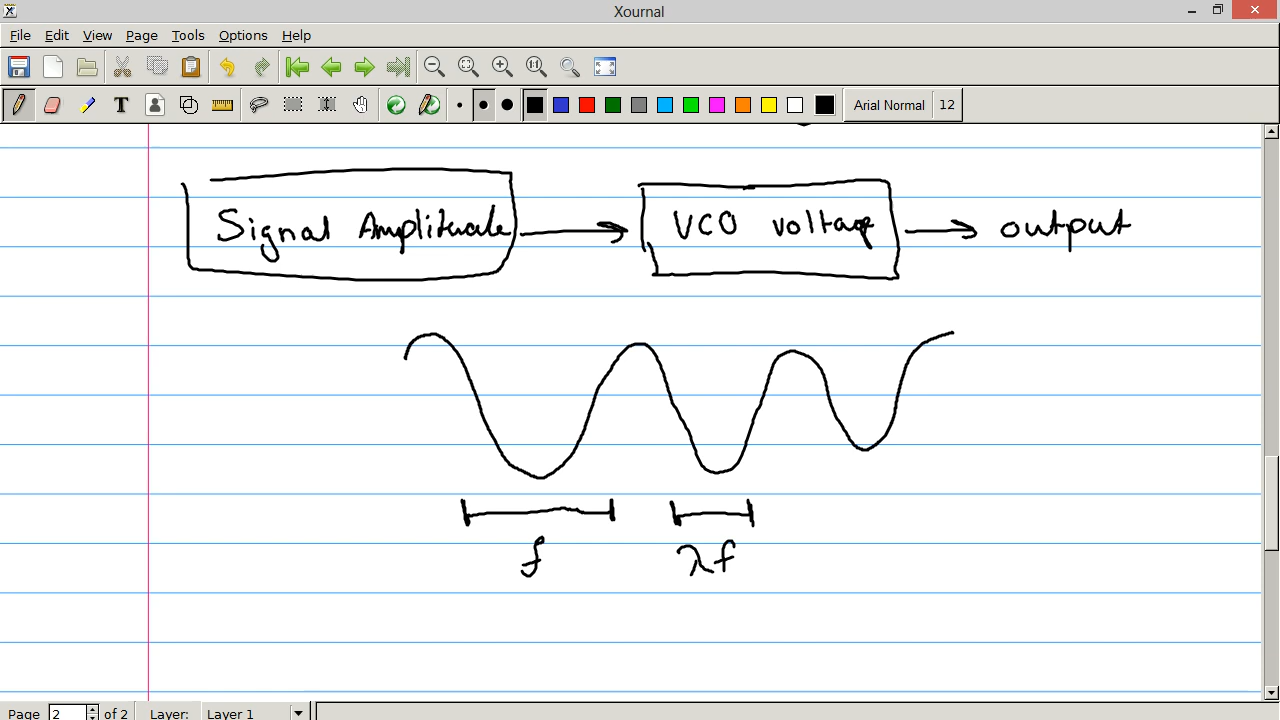 Xournal
File Edit View Page Tools Options Help
T Arial Normal 12
Signal Amplitude VCO voltage output
f λf
Page 2 of 2 Layer: Layer 1